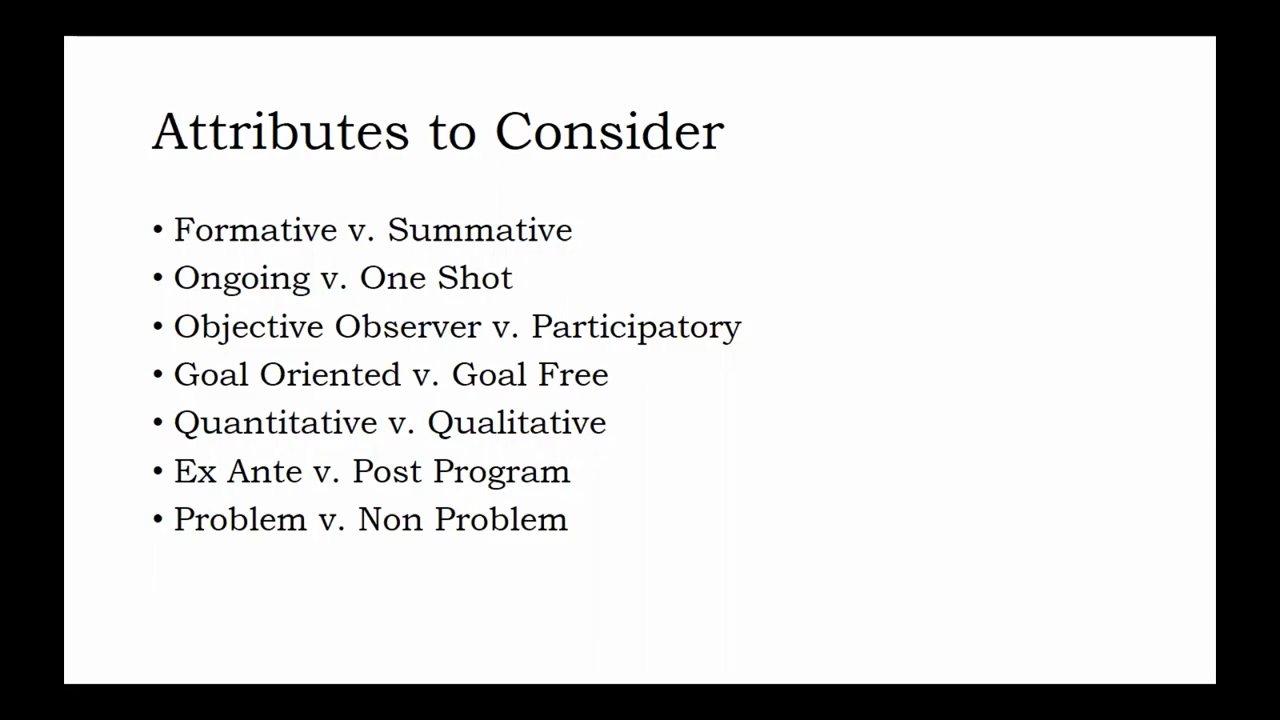 Attributes to Consider
• Formative v. Summative
• Ongoing v. One Shot
• Objective Observer v. Participatory
• Goal Oriented v. Goal Free
• Quantitative v. Qualitative
• Ex Ante v. Post Program
• Problem v. Non Problem